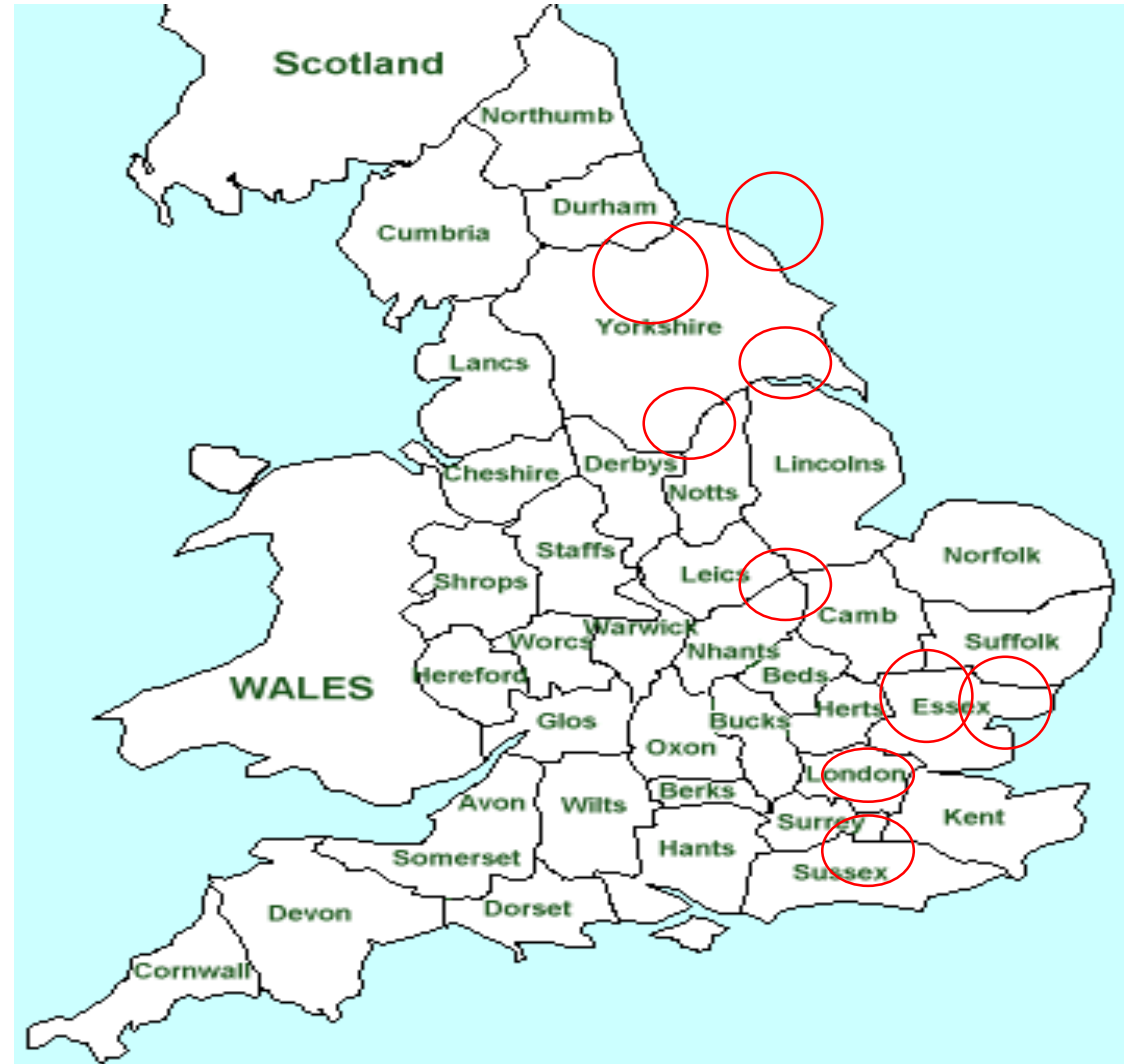 Scotland
Northumb
Durham
Cumbria
Yorkshire
Lancs
Cheshire
Derbys
Lincolns
Notts
Staffs
Leics
Norfolk
Shrops
Camb
Worcs
Warwick
Suffolk
Nhants
Hereford
WALES
Beds
Herts
Essex
Glos
Bucks
Oxon
London
Berks
Avon
Wilts
Surrey
Kent
Hants
Somerset
Sussex
Devon
Dorset
Cornwall